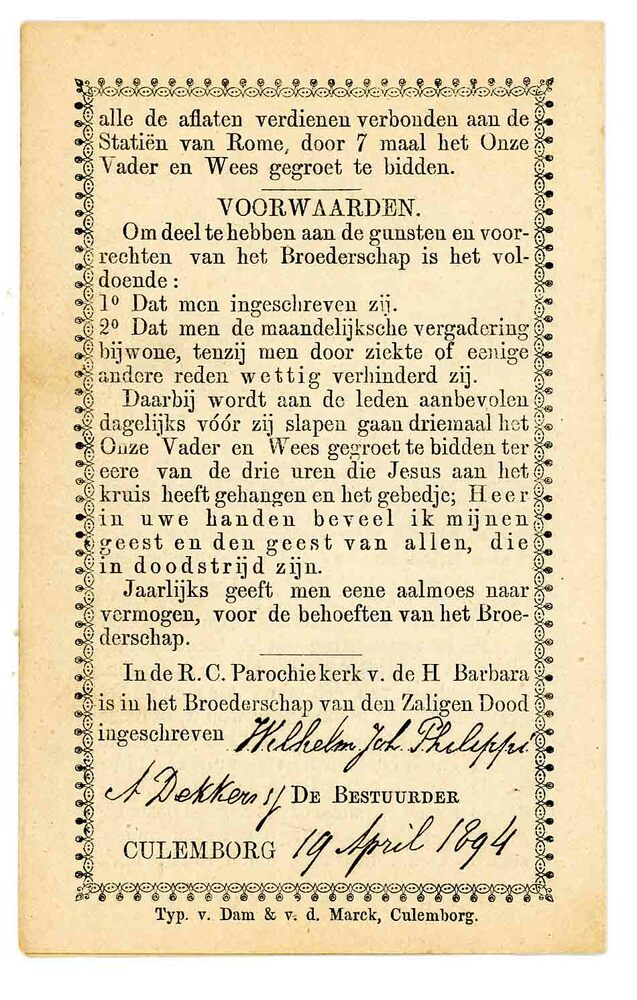 alle de aflaten verdienen verbonden aan de
Statiën van Rome, door 7 maal het Onze
Vader en Wees gegroet te bidden.
VOORWAARDEN.
Om deel te hebben aan de gunsten en voor-
rechten van het Broederschap is het vol-
doende:
1º Dat men ingeschreven zij.
2º Dat men de maandelijksche vergadering
bijwone, tenzij men door ziekte of eenige
andere reden wettig verhinderd zij.
Daarbij wordt aan de leden aanbevolen
dagelijks vóór zij slapen gaan driemaal het
Onze Vader en Wees gegroet te bidden ter
eere van de drie uren die Jesus aan het
kruis heeft gehangen en het gebedje; Heer
in uwe handen beveel ik mijnen
geest en den geest van allen, die
in doodstrijd zijn.
Jaarlijks geeft men eene aalmoes naar
vermogen, voor de behoeften van het Broe-
derschap.
In de R. C. Parochiekerk v. de H Barbara
is in het Broederschap van den Zaligen Dood
ingeschreven Wilhelm Joh. Philippi
A Dekkers sj DE BESTUURDER
CULEMBORG 19 April 1894
Typ. v. Dam & v. d. Marck, Culemborg.